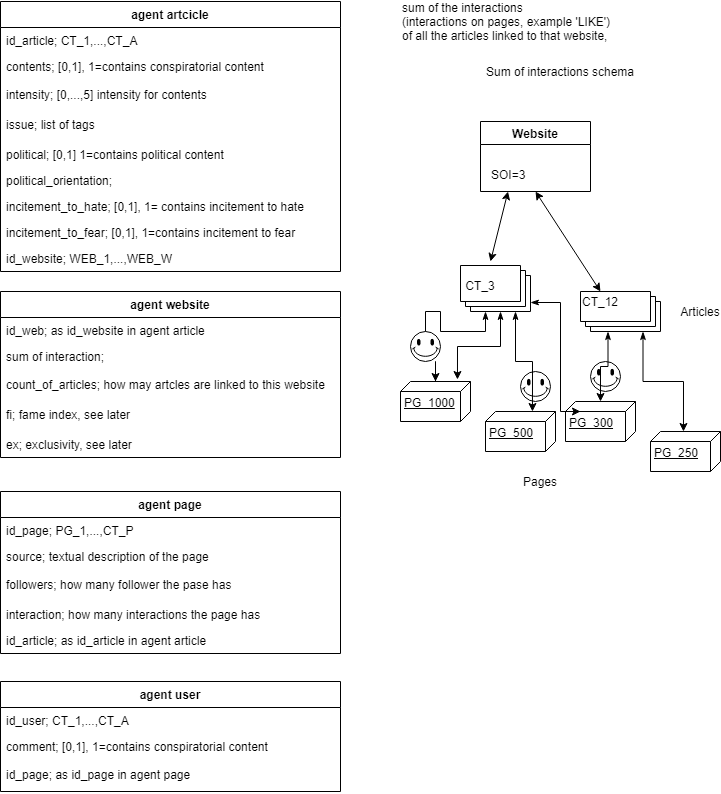 agent artcicle
id_article; CT_1,...,CT_A
contents; [0,1], 1=contains conspiratorial content
intensity; [0,...,5] intensity for contents
issue; list of tags
political; [0,1] 1=contains political content
political_orientation;
incitement_to_hate; [0,1], 1= contains incitement to hate
incitement_to_fear; [0,1], 1=contains incitement to fear
id_website; WEB_1,...,WEB_W
agent website
id_web; as id_website in agent article
sum of interaction;
count_of_articles; how may artcles are linked to this website
fi; fame index, see later
ex; exclusivity, see later
agent page
id_page; PG_1,...,CT_P
source; textual description of the page
followers; how many follower the pase has
interaction; how many interactions the page has
id_article; as id_article in agent article
agent user
id_user; CT_1,...,CT_A
comment; [0,1], 1=contains conspiratorial content
id_page; as id_page in agent page
sum of the interactions
(interactions on pages, example 'LIKE')
of all the articles linked to that website,
Sum of interactions schema
Website
SOI=3
CT_3
CT_12
Articles
PG_1000
PG_500
PG_300
PG_250
Pages